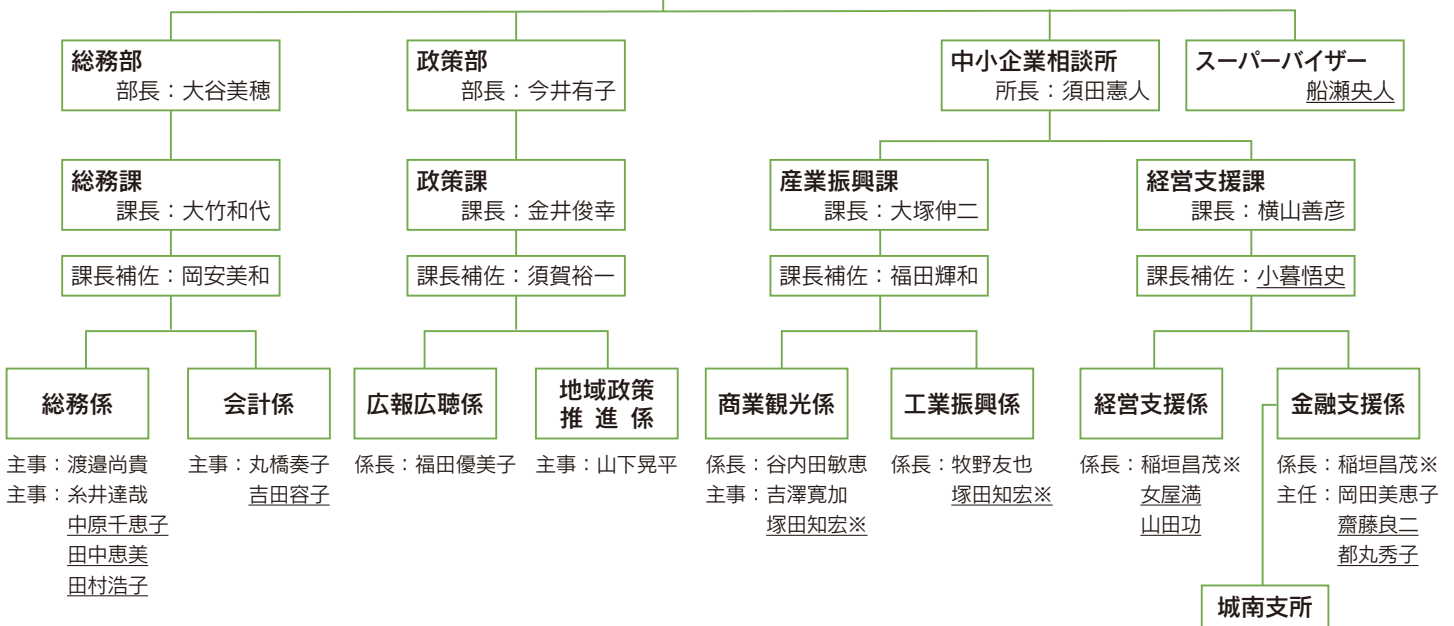 総務部
部長：大谷美穂
政策部
部長：今井有子
中小企業相談所
所長：須田憲人
スーパーバイザー
船瀬央人
総務課
課長：大竹和代
政策課
課長：金井俊幸
産業振興課
課長：大塚伸二
経営支援課
課長：横山善彦
課長補佐：岡安美和
課長補佐：須賀裕一
課長補佐：福田輝和
課長補佐：小暮悟史
総務係
主事：渡邉尚貴
主事：糸井達哉
中原千恵子
田中恵美
田村浩子
会計係
主事：丸橋奏子
吉田容子
広報広聴係
係長：福田優美子
地域政策
推進係
主事：山下晃平
商業観光係
係長：谷内田敏恵
主事：吉澤寛加
塚田知宏※
工業振興係
係長：牧野友也
塚田知宏※
経営支援係
係長：稲垣昌茂※
女屋満
山田功
金融支援係
係長：稲垣昌茂※
主任：岡田美恵子
齋藤良二
都丸秀子
城南支所